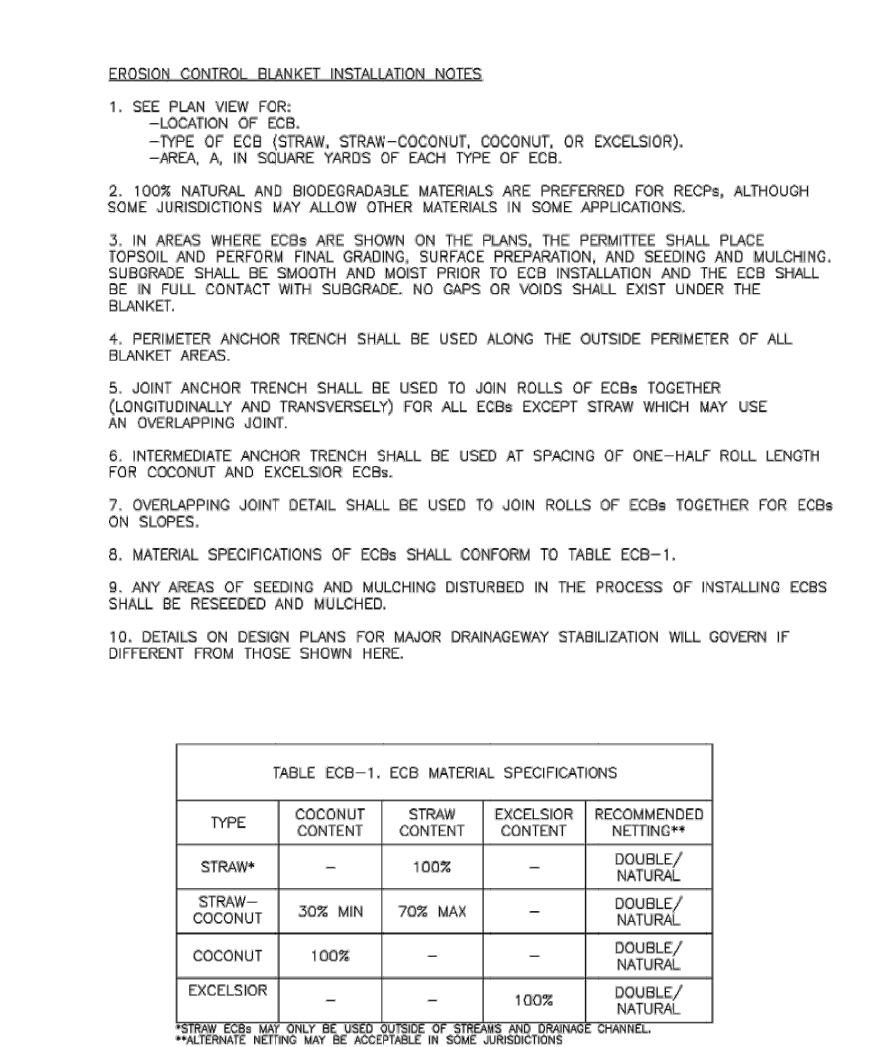 EROSION CONTROL BLANKET INSTALLATION NOTES
1. SEE PLAN VIEW FOR:
-LOCATION OF ECB.
-TYPE OF ECB (STRAW, STRAW-COCONUT, COCONUT, OR EXCELSIOR).
-AREA, A, IN SQUARE YARDS OF EACH TYPE OF ECB.
2. 100% NATURAL AND BIODEGRADABLE MATERIALS ARE PREFERRED FOR RECPs, ALTHOUGH
SOME JURISDICTIONS MAY ALLOW OTHER MATERIALS IN SOME APPLICATIONS.
3. IN AREAS WHERE ECBs ARE SHOWN ON THE PLANS, THE PERMITTEE SHALL PLACE
TOPSOIL AND PERFORM FINAL GRADING, SURFACE PREPARATION, AND SEEDING AND MULCHING.
SUBGRADE SHALL BE SMOOTH AND MOIST PRIOR TO ECB INSTALLATION AND THE ECB SHALL
BE IN FULL CONTACT WITH SUBGRADE. NO GAPS OR VOIDS SHALL EXIST UNDER THE
BLANKET.
4. PERIMETER ANCHOR TRENCH SHALL BE USED ALONG THE OUTSIDE PERIMETER OF ALL
BLANKET AREAS.
5. JOINT ANCHOR TRENCH SHALL BE USED TO JOIN ROLLS OF ECBs TOGETHER
(LONGITUDINALLY AND TRANSVERSELY) FOR ALL ECBs EXCEPT STRAW WHICH MAY USE
AN OVERLAPPING JOINT.
6. INTERMEDIATE ANCHOR TRENCH SHALL BE USED AT SPACING OF ONE-HALF ROLL LENGTH
FOR COCONUT AND EXCELSIOR ECBs.
7. OVERLAPPING JOINT DETAIL SHALL BE USED TO JOIN ROLLS OF ECBs TOGETHER FOR ECBs
ON SLOPES.
8. MATERIAL SPECIFICATIONS OF ECBs SHALL CONFORM TO TABLE ECB-1.
9. ANY AREAS OF SEEDING AND MULCHING DISTURBED IN THE PROCESS OF INSTALLING ECBS
SHALL BE RESEEDED AND MULCHED.
10. DETAILS ON DESIGN PLANS FOR MAJOR DRAINAGEWAY STABILIZATION WILL GOVERN IF
DIFFERENT FROM THOSE SHOWN HERE.
TABLE ECB-1. ECB MATERIAL SPECIFICATIONS
TYPE
COCONUT
CONTENT
STRAW
CONTENT
EXCELSIOR
CONTENT
RECOMMENDED
NETTING**
STRAW*
-
100%
-
DOUBLE/
NATURAL
STRAW-
COCONUT
30% MIN
70% MAX
-
DOUBLE/
NATURAL
COCONUT
100%
-
-
DOUBLE/
NATURAL
EXCELSIOR
-
-
100%
DOUBLE/
NATURAL
*STRAW ECBs MAY ONLY BE USED OUTSIDE OF STREAMS AND DRAINAGE CHANNEL.
**ALTERNATE NETTING MAY BE ACCEPTABLE IN SOME JURISDICTIONS